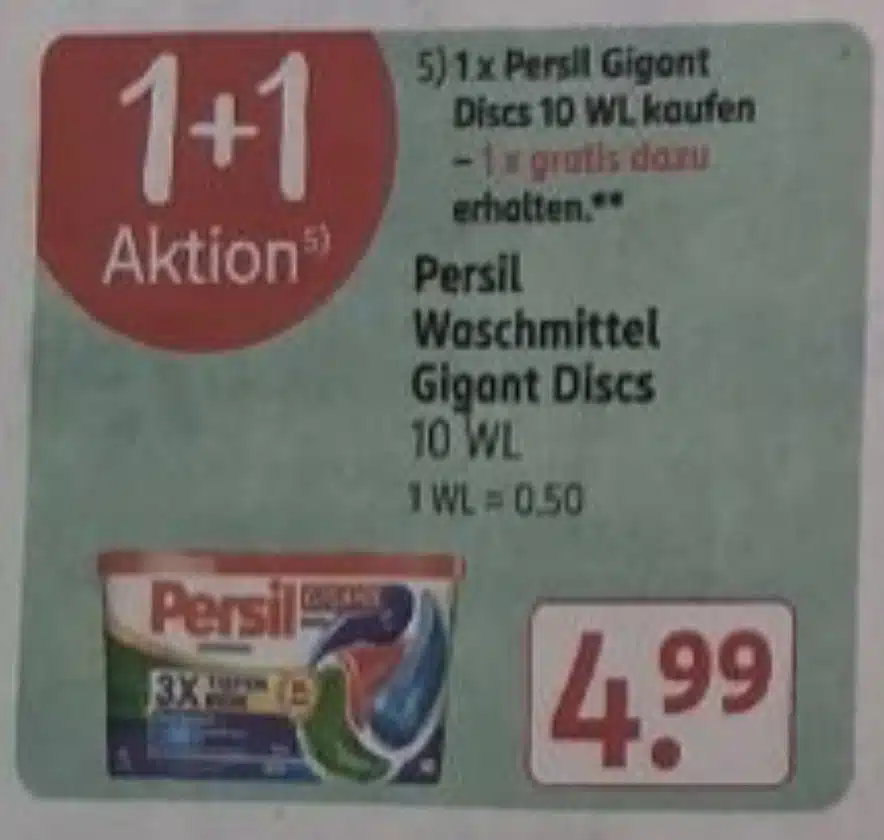 1+1
Aktion5)
5) 1 x Persil Gigant
Discs 10 WL kaufen
– 1 x gratis dazu
erhalten.**
Persil
Waschmittel
Gigant Discs
10 WL
1 WL = 0.50
Persil
3X
4.99